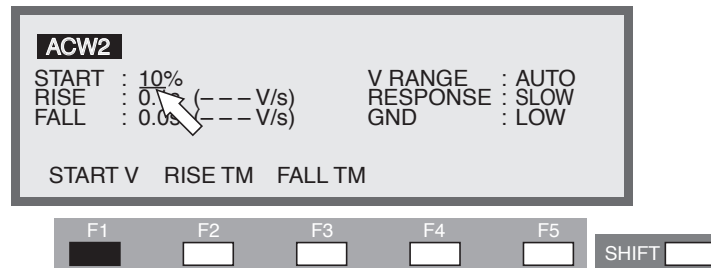 ACW2
START : 10% V RANGE : AUTO
RISE : 0. s (– – – V/s) RESPONSE : SLOW
FALL : 0.0s (– – – V/s) GND : LOW
START V RISE TM FALL TM
F1 F2 F3 F4 F5
SHIFT